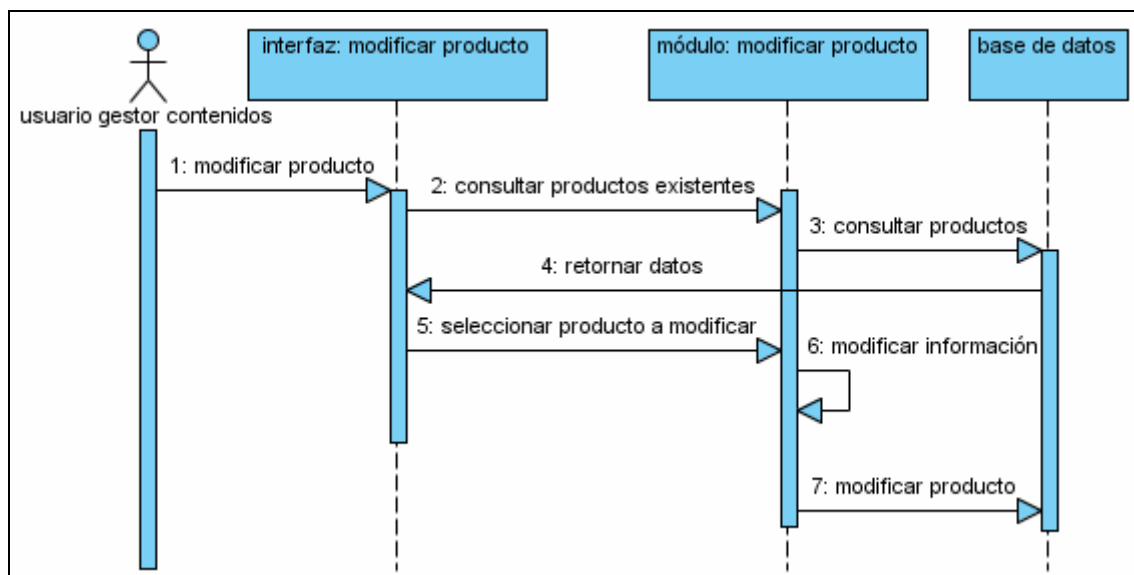 interfaz: modificar producto
módulo: modificar producto
base de datos
usuario gestor contenidos
1: modificar producto
2: consultar productos existentes
3: consultar productos
4: retornar datos
5: seleccionar producto a modificar
6: modificar información
7: modificar producto